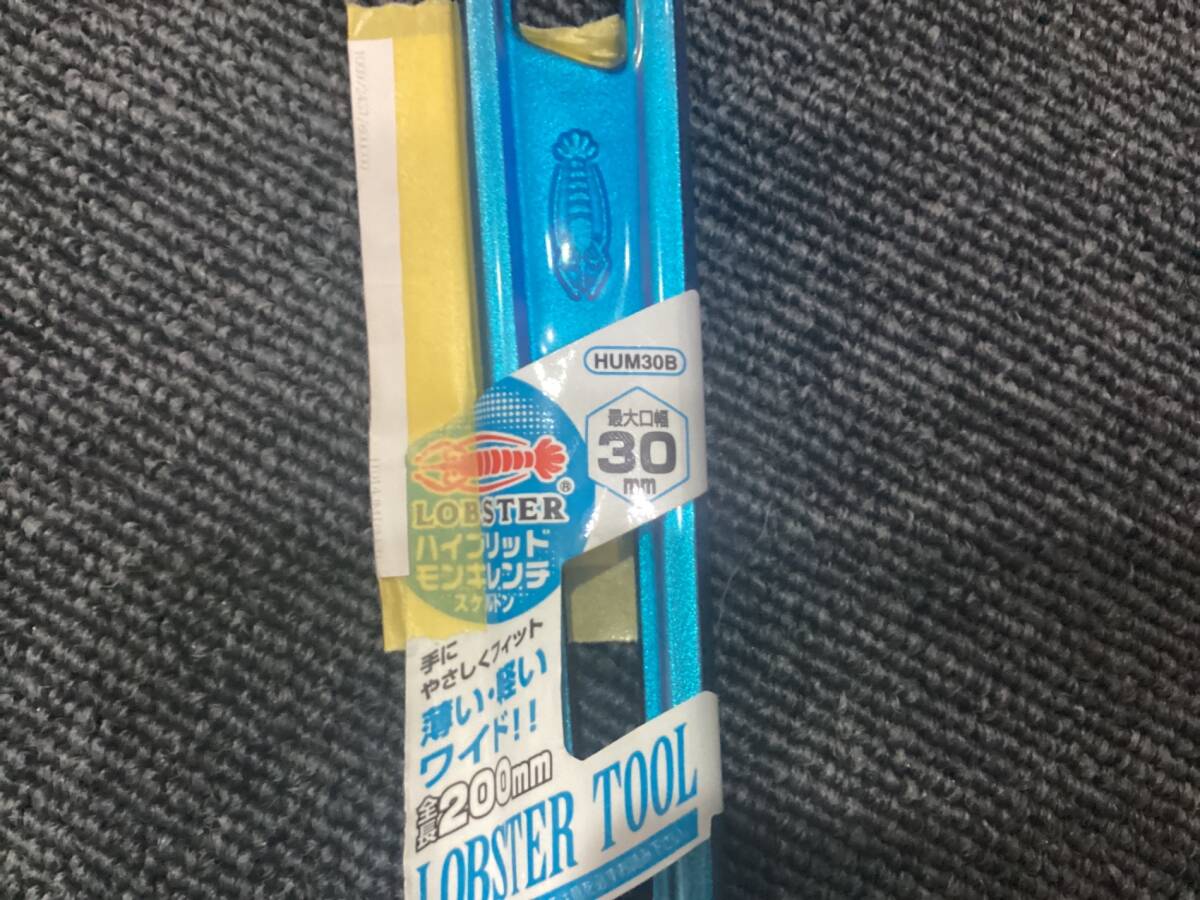 HUM30B
最大口幅
30
mm
LOBSTER®
ハイブリッド
モンキレンチ
スケルトン
手に
やさしくフィット
薄い・軽い
ワイド!!
全長200mm
LOBSTER TOOL